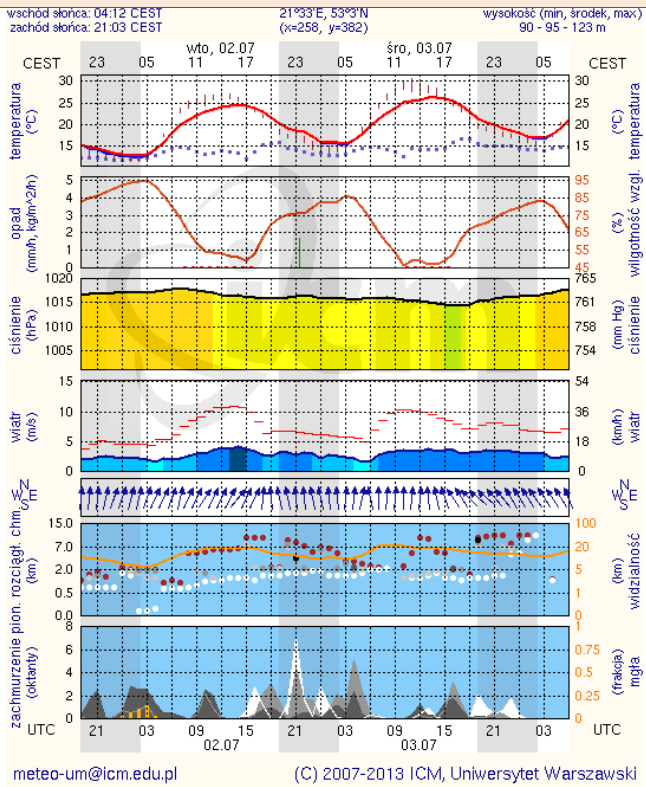 wschód słońca: 04:12 CEST 21°33'E, 53°3'N wysokość (min, środek, max)
zachód słońca: 21:03 CEST (x=258, y=382) 90 - 95 - 123 m
wto, 02.07 śro, 03.07
CEST 23 05 11 17 23 05 11 17 23 05 CEST
temperatura
(°C)
30
25
20
15
30
25
20
15
(°C)
temperatura
opad
(mm/h, kg/m^2/h)
5
4
3
2
1
0
95
85
75
65
55
45
(%)
wilgotność wzgl.
ciśnienie
(hPa)
1020
1015
1010
1005
765
761
758
754
(mm Hg)
ciśnienie
icm
wiatr
(m/s)
15
10
5
0
54
36
18
0
(km/h)
wiatr
N
W E
S
N
W E
S
pion. rozciągł. chm
(km)
15.0
7.0
2.0
0.5
0.0
100
20
5
1
0
(km)
widzialność
zachmurzenie
(oktanty)
8
6
4
2
0
1
0.75
0.5
0.25
0
(frakcja)
mgła
UTC 21 03 09 15 21 03 09 15 21 03 UTC
02.07 03.07
meteo-um@icm.edu.pl (C) 2007-2013 ICM, Uniwersytet Warszawski